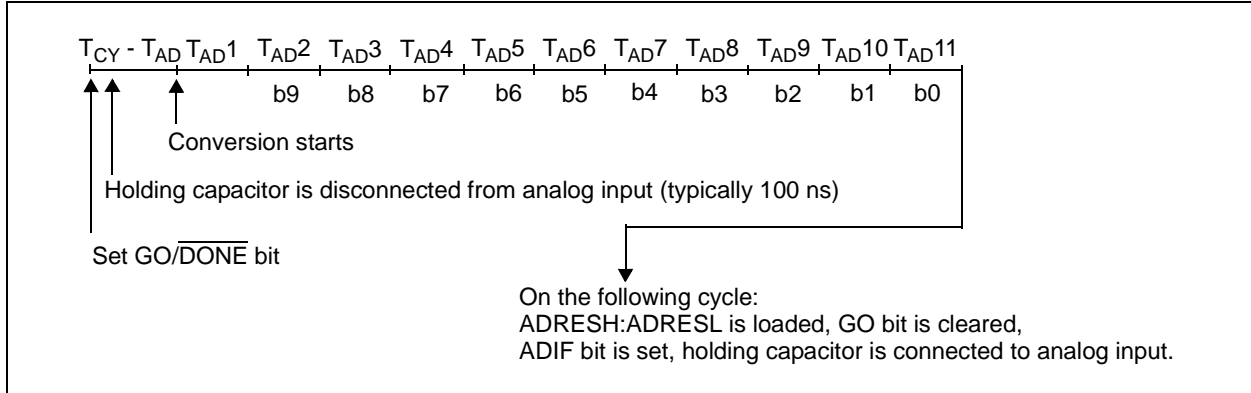 TCY - TAD TAD1 TAD2 TAD3 TAD4 TAD5 TAD6 TAD7 TAD8 TAD9 TAD10 TAD11
b9 b8 b7 b6 b5 b4 b3 b2 b1 b0
Conversion starts
Holding capacitor is disconnected from analog input (typically 100 ns)
Set GO/DONE bit
On the following cycle:
ADRESH:ADRESL is loaded, GO bit is cleared,
ADIF bit is set, holding capacitor is connected to analog input.